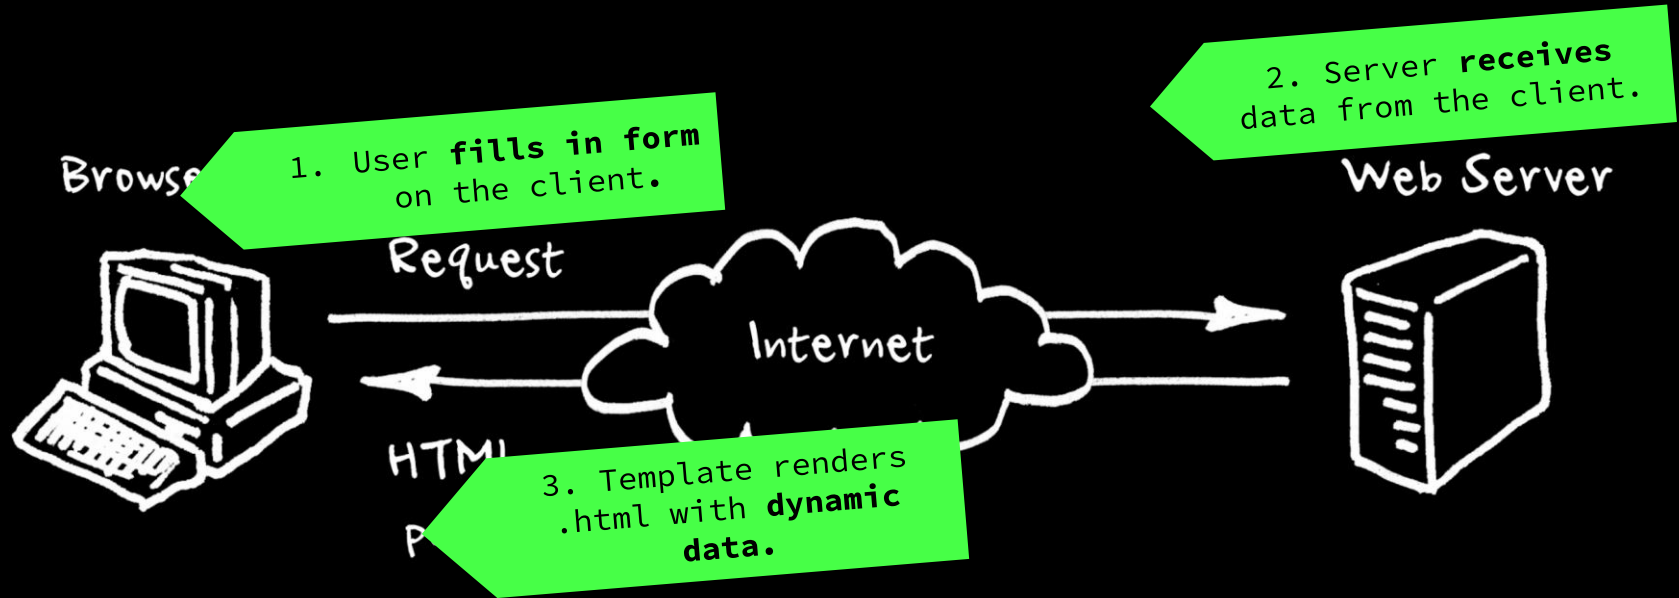 2. Server receives
data from the client.
1. User fills in form
on the client.
Browse
Web Server
Request
Internet
HTML
3. Template renders
.html with dynamic
data.
P